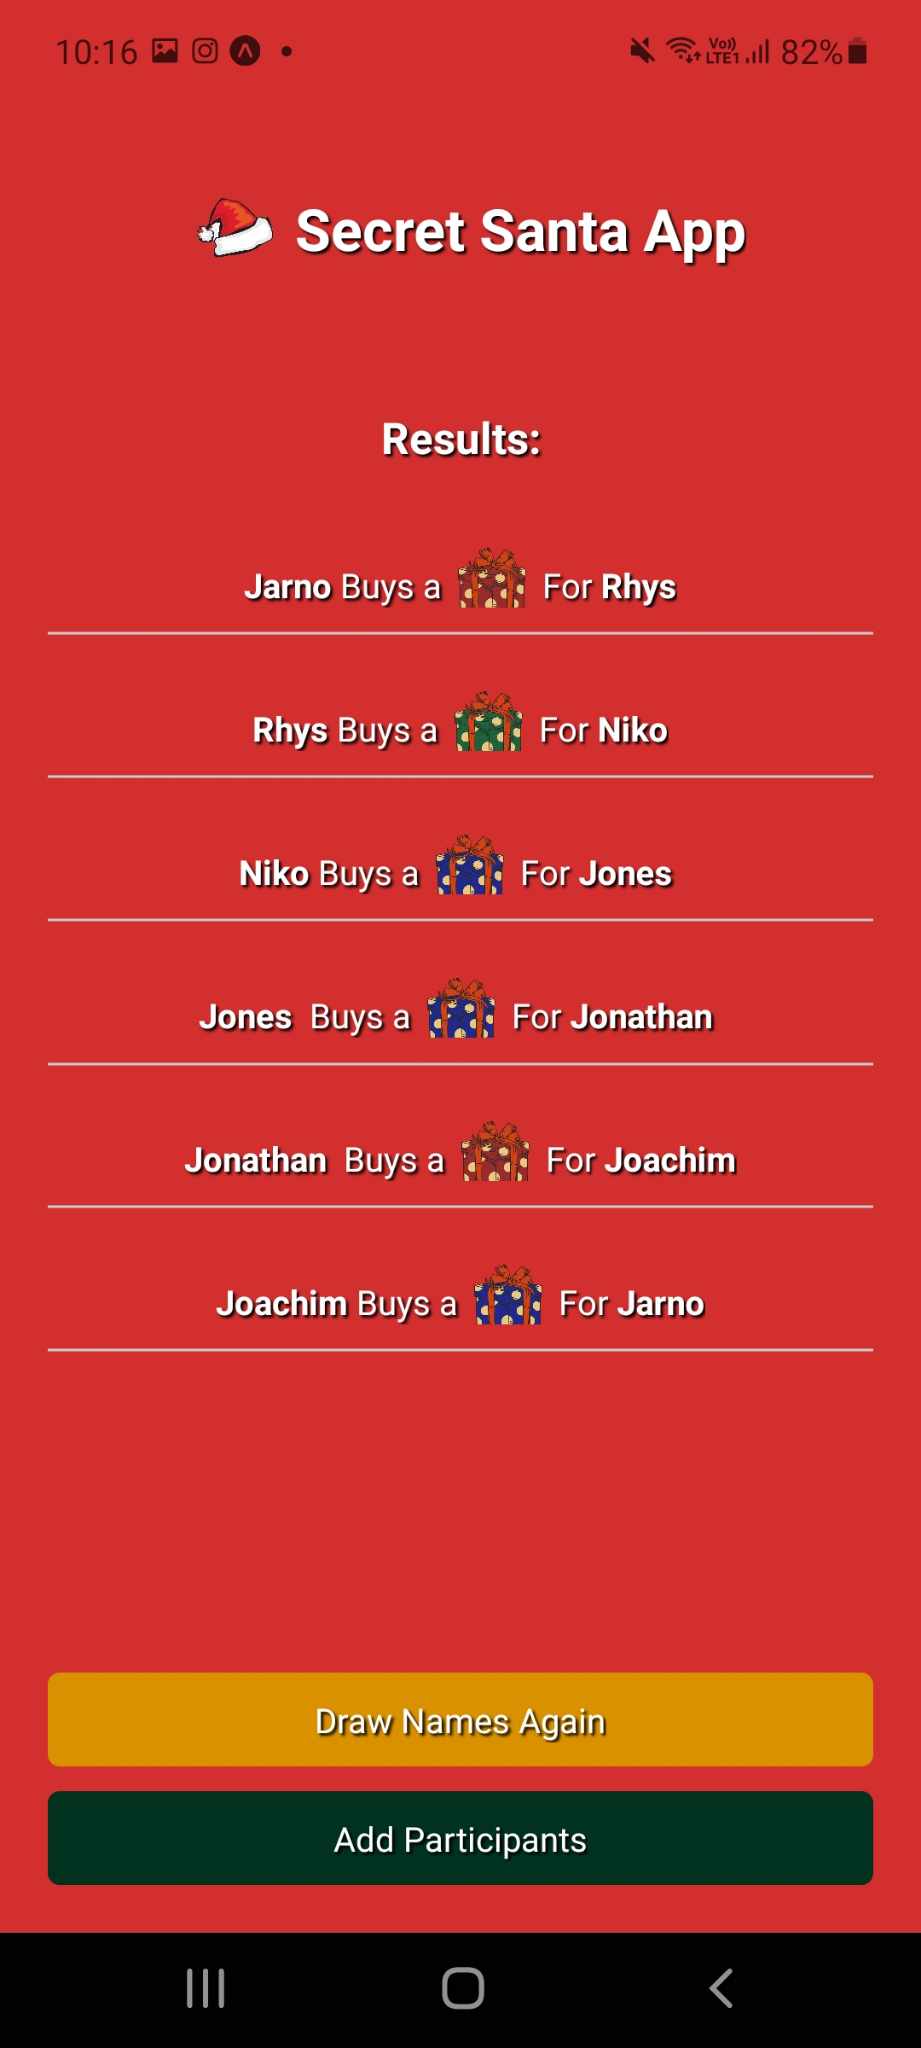 10:16 Vo)) LTE1 82%
Secret Santa App
Results:
Jarno Buys a For Rhys
Rhys Buys a For Niko
Niko Buys a For Jones
Jones Buys a For Jonathan
Jonathan Buys a For Joachim
Joachim Buys a For Jarno
Draw Names Again
Add Participants